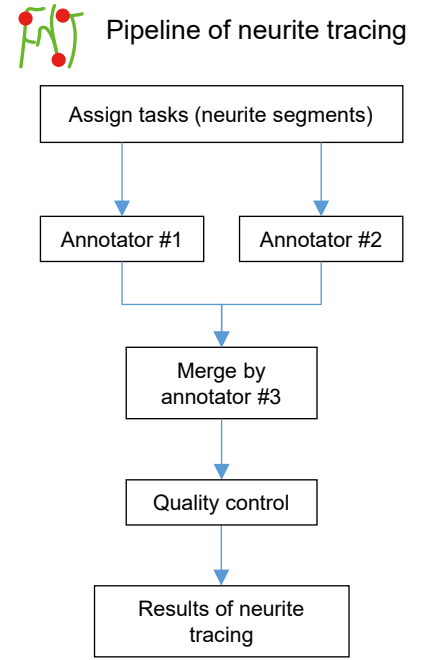 FNT
Pipeline of neurite tracing
Assign tasks (neurite segments)
Annotator #1
Annotator #2
Merge by
annotator #3
Quality control
Results of neurite
tracing